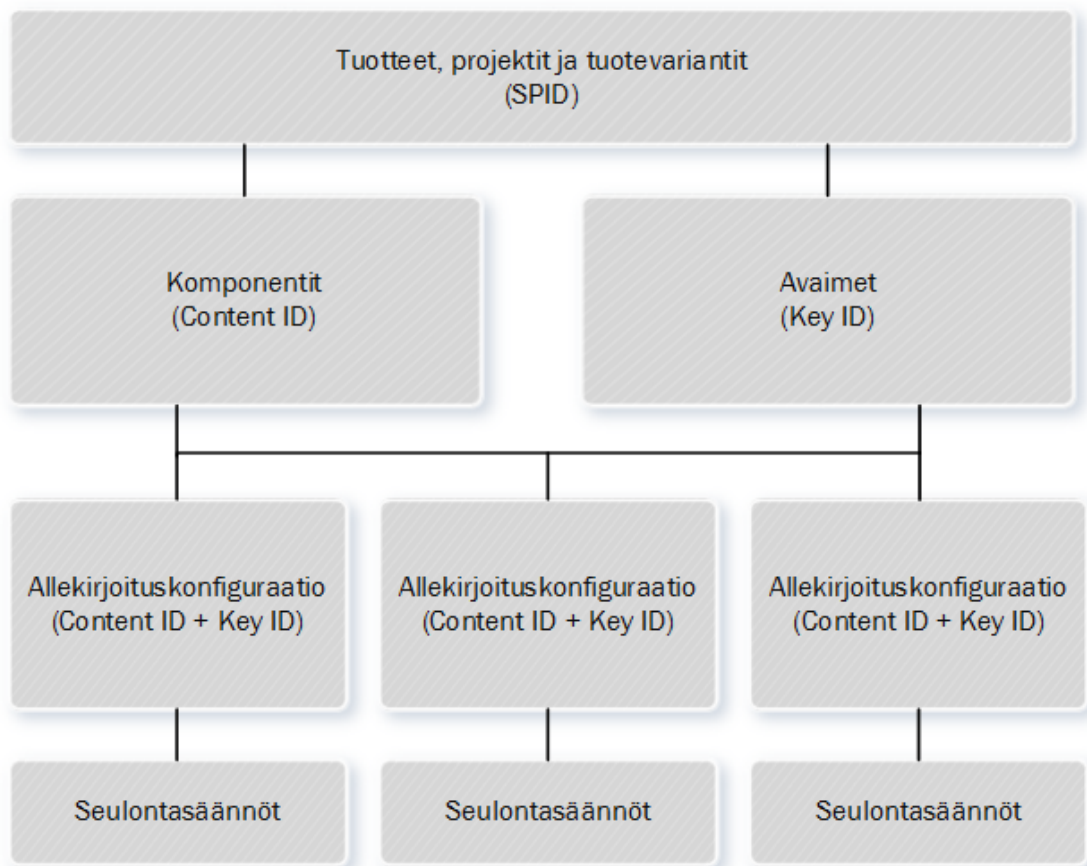 Tuotteet, projektit ja tuotevariantit
(SPID)
Komponentit
(Content ID)
Avaimet
(Key ID)
Allekirjoituskonfiguraatio
(Content ID + Key ID)
Allekirjoituskonfiguraatio
(Content ID + Key ID)
Allekirjoituskonfiguraatio
(Content ID + Key ID)
Seulontasäännöt
Seulontasäännöt
Seulontasäännöt